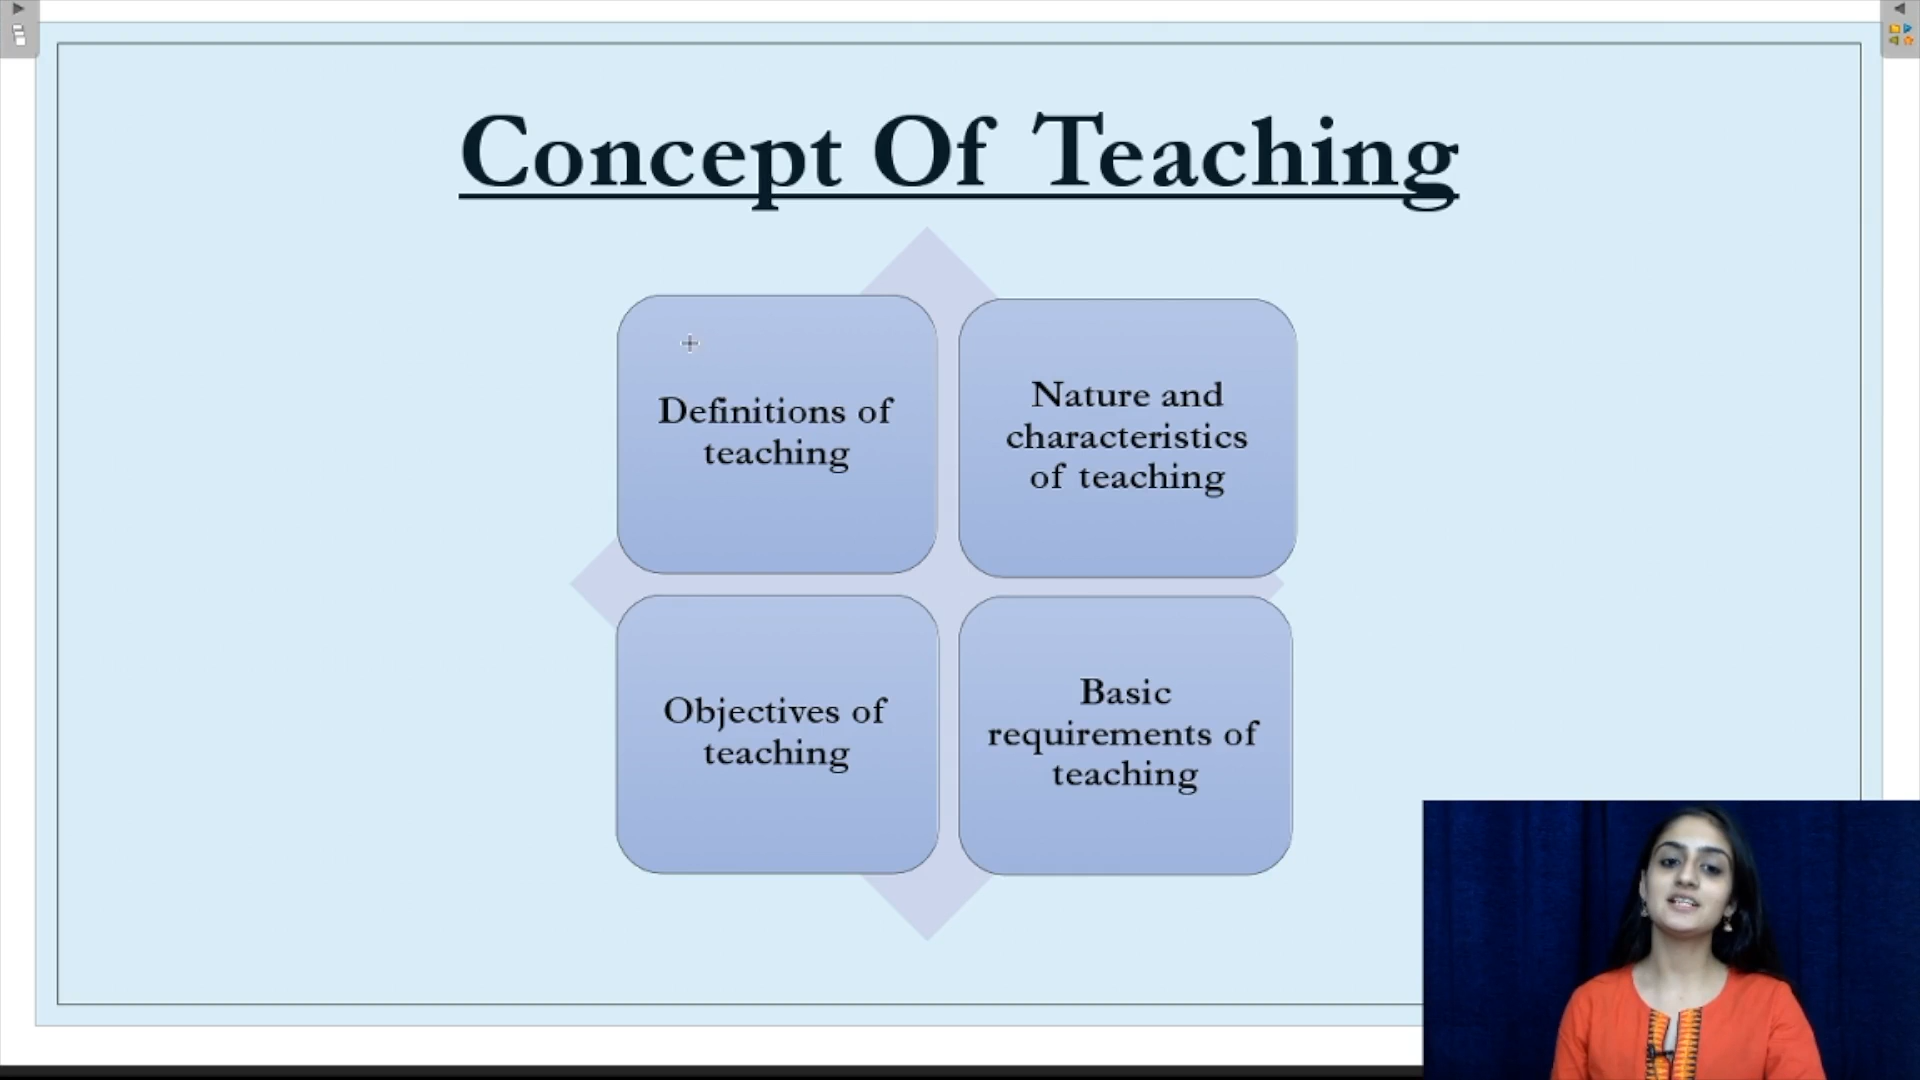 Concept Of Teaching
Definitions of
teaching
Nature and
characteristics
of teaching
Objectives of
teaching
Basic
requirements of
teaching